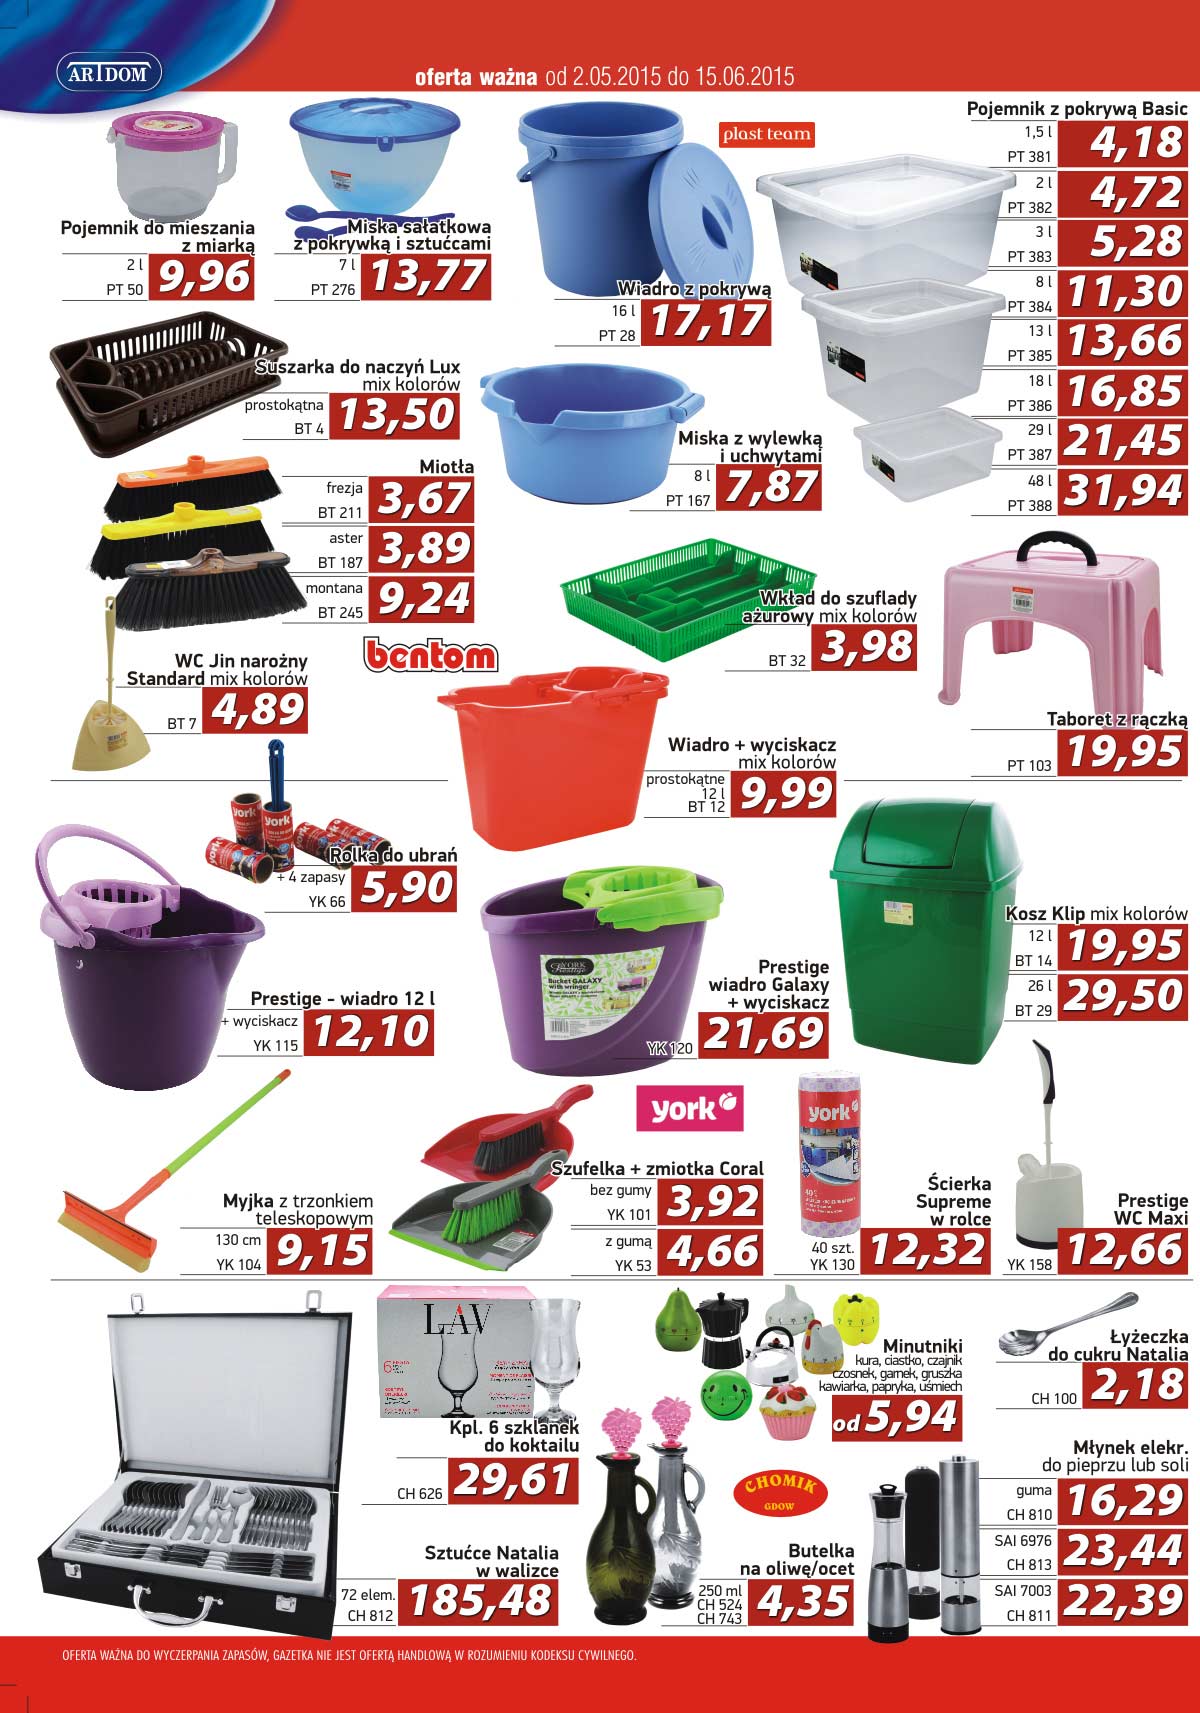 ARTDOM
oferta ważna od 2.05.2015 do 15.06.2015
plast team
Pojemnik do mieszania
z miarką
2 l
PT 50
9,96
Miska sałatkowa
z pokrywką i sztućcami
7 l
PT 276
13,77
Wiadro z pokrywą
16 l
PT 28
17,17
Pojemnik z pokrywą Basic
1,5 l
PT 381
4,18
2 l
PT 382
4,72
3 l
PT 383
5,28
8 l
PT 384
11,30
13 l
PT 385
13,66
18 l
PT 386
16,85
29 l
PT 387
21,45
48 l
PT 388
31,94
Suszarka do naczyń Lux
mix kolorów
prostokątna
BT 4
13,50
Miska z wylewką
i uchwytami
8 l
PT 167
7,87
Miotła
frezja
BT 211
3,67
aster
BT 187
3,89
montana
BT 245
9,24
Wkład do szuflady
ażurowy mix kolorów
BT 32
3,98
bentom
WC Jin narożny
Standard mix kolorów
BT 7
4,89
Taboret z rączką
PT 103
19,95
Wiadro + wyciskacz
mix kolorów
prostokątne
12 l
BT 12
9,99
york
york
york
Rolka do ubrań
+ 4 zapasy
YK 66
5,90
Kosz Klip mix kolorów
12 l
BT 14
19,95
26 l
BT 29
29,50
Prestige - wiadro 12 l
+ wyciskacz
YK 115
12,10
YORK
Prestige
Bucket GALAXY
with wringer
Prestige
wiadro Galaxy
+ wyciskacz
YK 120
21,69
york
york
Myjka z trzonkiem
teleskopowym
130 cm
YK 104
9,15
Szufelka + zmiotka Coral
bez gumy
YK 101
3,92
z gumą
YK 53
4,66
Ścierka
Supreme
w rolce
40 szt.
YK 130
12,32
Prestige
WC Maxi
YK 158
12,66
LAV
6
Kpl. 6 szklanek
do koktailu
CH 626
29,61
Minutniki
kura, ciastko, czajnik
czosnek, garnek, gruszka
kawiarka, papryka, uśmiech
od 5,94
Łyżeczka
do cukru Natalia
CH 100
2,18
CHOMIK
GDOW
Młynek elekr.
do pieprzu lub soli
guma
CH 810
16,29
SAI 6976
CH 813
23,44
SAI 7003
CH 811
22,39
Sztućce Natalia
w walizce
72 elem.
CH 812
185,48
Butelka
na oliwę/ocet
250 ml
CH 524
CH 743
4,35
OFERTA WAŻNA DO WYCZERPANIA ZAPASÓW, GAZETKA NIE JEST OFERTĄ HANDLOWĄ W ROZUMIENIU KODEKSU CYWILNEGO.